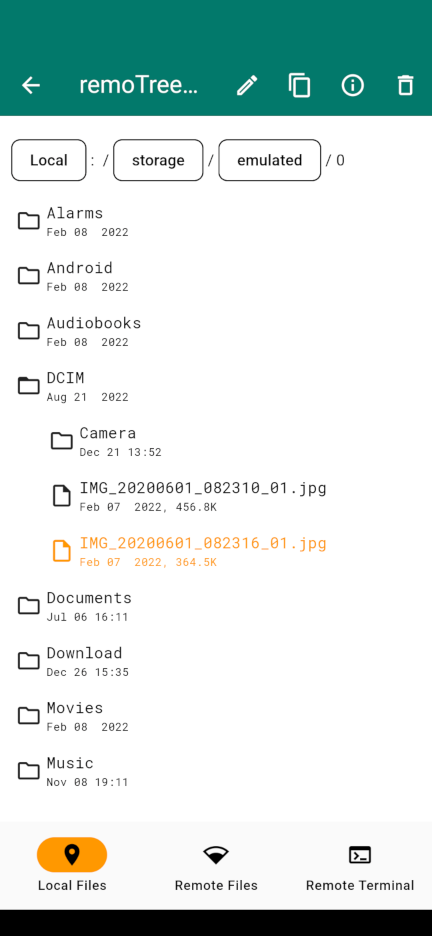 remoTree…
Local : / storage / emulated / 0
Alarms
Feb 08 2022
Android
Feb 08 2022
Audiobooks
Feb 08 2022
DCIM
Aug 21 2022
Camera
Dec 21 13:52
IMG_20200601_082310_01.jpg
Feb 07 2022, 456.8K
IMG_20200601_082316_01.jpg
Feb 07 2022, 364.5K
Documents
Jul 06 16:11
Download
Dec 26 15:35
Movies
Feb 08 2022
Music
Nov 08 19:11
Local Files Remote Files Remote Terminal